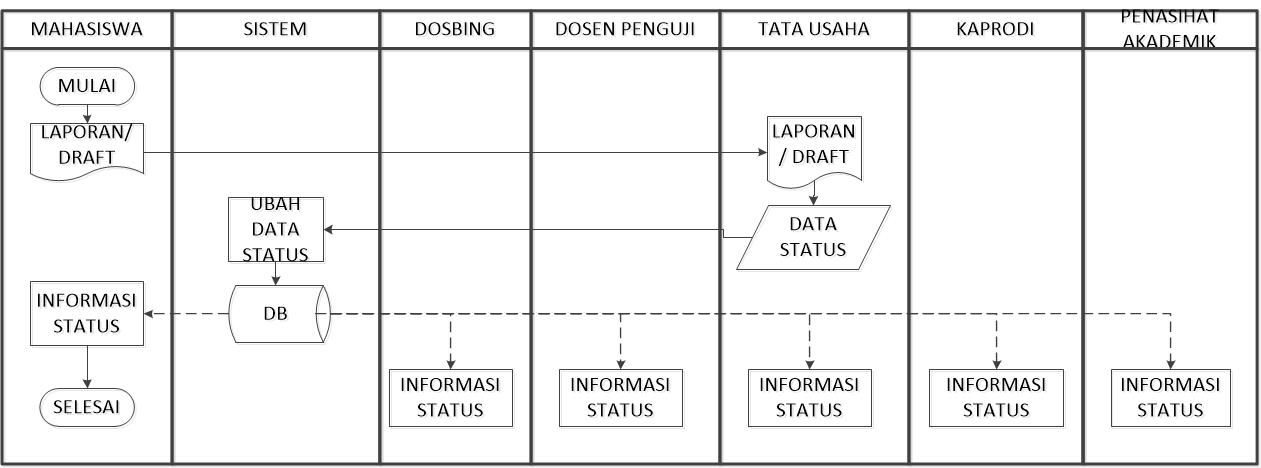 MAHASISWA
SISTEM
DOSBING
DOSEN PENGUJI
TATA USAHA
KAPRODI
PENASIHAT
AKADEMIK
MULAI
LAPORAN/
DRAFT
LAPORAN
/ DRAFT
UBAH
DATA
STATUS
DATA
STATUS
INFORMASI
STATUS
DB
INFORMASI
STATUS
INFORMASI
STATUS
INFORMASI
STATUS
INFORMASI
STATUS
INFORMASI
STATUS
SELESAI